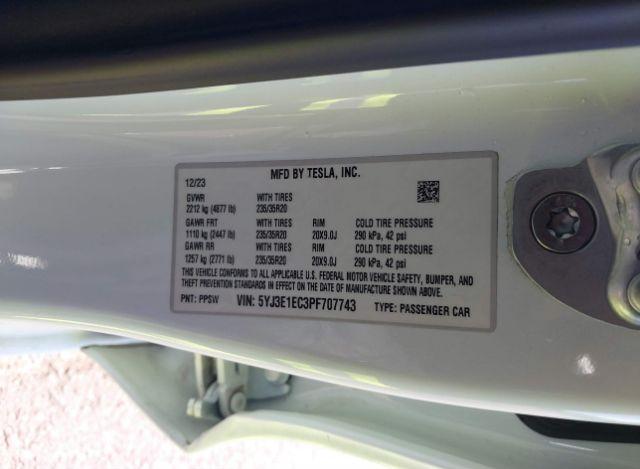 MFD BY TESLA, INC.
12/23
GVWR WITH TIRES
2212 kg (4877 lb) 235/35R20
GAWR FRT WITH TIRES RIM COLD TIRE PRESSURE
1110 kg (2447 lb) 235/35R20 20X9.0J 290 kPa, 42 psi
GAWR RR WITH TIRES RIM COLD TIRE PRESSURE
1257 kg (2771 lb) 235/35R20 20X9.0J 290 kPa, 42 psi
THIS VEHICLE CONFORMS TO ALL APPLICABLE U.S. FEDERAL MOTOR VEHICLE SAFETY, BUMPER, AND
THEFT PREVENTION STANDARDS IN EFFECT ON THE DATE OF MANUFACTURE SHOWN ABOVE.
PNT: PPSW VIN: 5YJ3E1EC3PF707743 TYPE: PASSENGER CAR